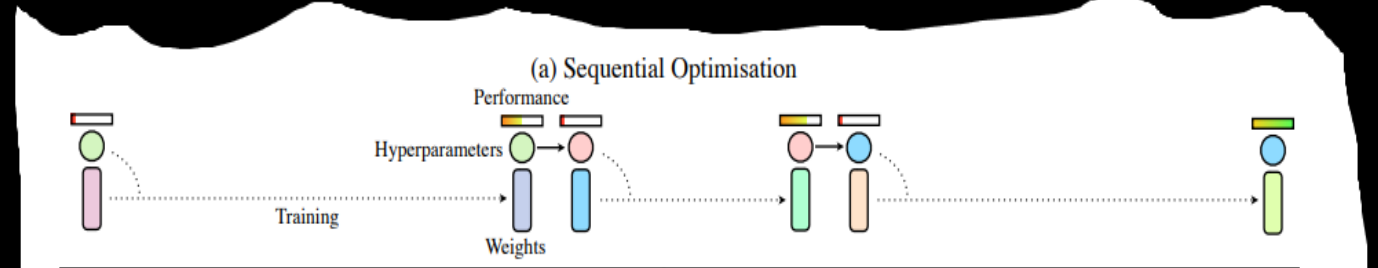 (a) Sequential Optimisation
Performance
Hyperparameters
Training
Weights